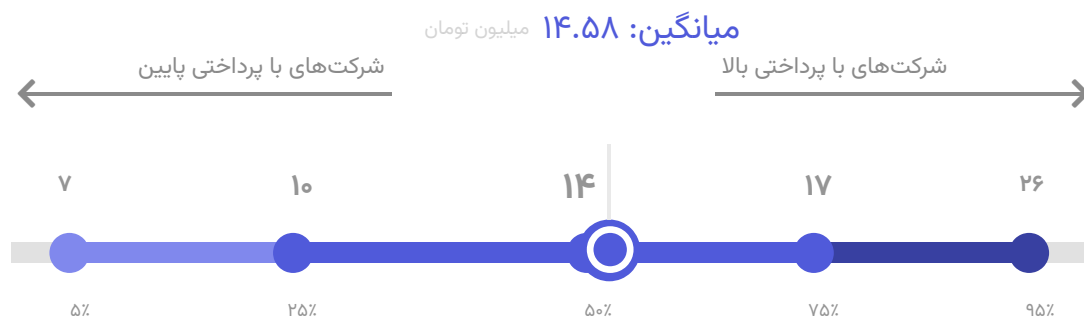 میانگین: ۱۴.۵۸ میلیون تومان
شرکت‌های با پرداختی بالا
شرکت‌های با پرداختی پایین
۷ ۱۰ ۱۴ ۱۷ ۲۶
۵٪ ۲۵٪ ۵۰٪ ۷۵٪ ۹۵٪